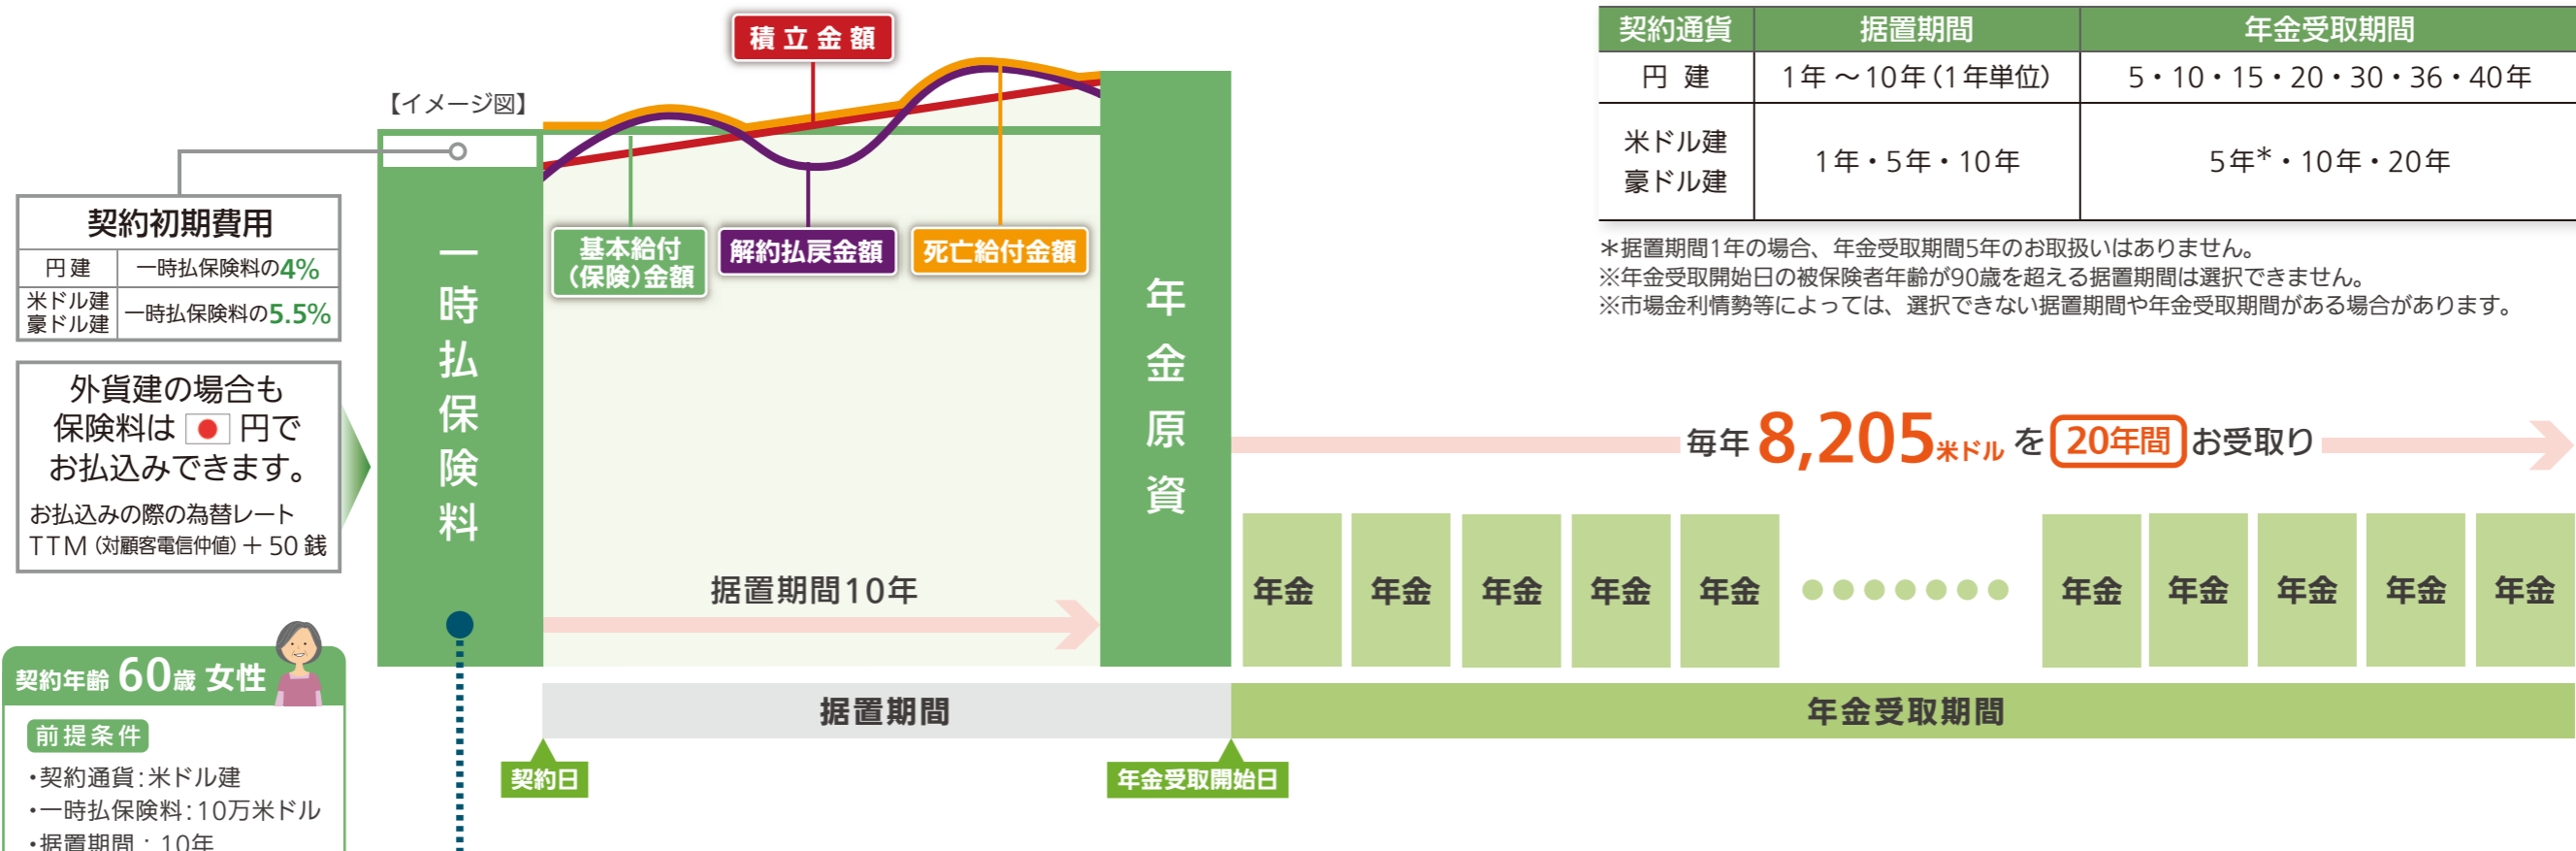 【イメージ図】
積立金額
基本給付
(保険)金額
解約払戻金額
死亡給付金額
契約初期費用
円建 一時払保険料の4%
米ドル建
豪ドル建
一時払保険料の5.5%
外貨建の場合も
保険料は 円で
お払込みできます。
お払込みの際の為替レート
TTM(対顧客電信仲値)+50銭
一時払保険料
年金原資
据置期間10年
契約通貨 据置期間 年金受取期間
円建 1年〜10年(1年単位) 5・10・15・20・30・36・40年
米ドル建
豪ドル建
1年・5年・10年 5年*・10年・20年
*据置期間1年の場合、年金受取期間5年のお取扱いはありません。
※年金受取開始日の被保険者年齢が90歳を超える据置期間は選択できません。
※市場金利情勢等によっては、選択できない据置期間や年金受取期間がある場合があります。
毎年8,205米ドルを20年間お受取り
年金 年金 年金 年金 年金 ●●●●●●●● 年金 年金 年金 年金 年金
据置期間 年金受取期間
契約日 年金受取開始日
契約年齢60歳女性
前提条件
・契約通貨:米ドル建
・一時払保険料:10万米ドル
・据置期間:10年